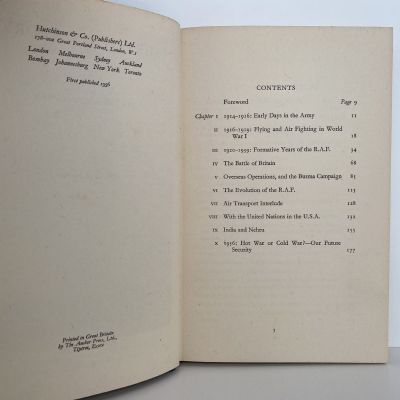 Hutchinson & Co. (Publishers) Ltd.
178-202 Great Portland Street, London, W.1
London Melbourne Sydney Auckland
Bombay Johannesburg New York Toronto
First published 1956
Printed in Great Britain
by The Anchor Press, Ltd.,
Tiptree, Essex
CONTENTS
Foreword Page 9
Chapter I 1914-1916: Early Days in the Army 11
II 1916-1919: Flying and Air Fighting in World
War I 18
III 1920-1939: Formative Years of the R.A.F. 34
IV The Battle of Britain 68
V Overseas Operations, and the Burma Campaign 83
VI The Evolution of the R.A.F. 113
VII Air Transport Interlude 128
VIII With the United Nations in the U.S.A. 132
IX India and Nehru 155
X 1956: Hot War or Cold War?—Our Future
Security 177
7